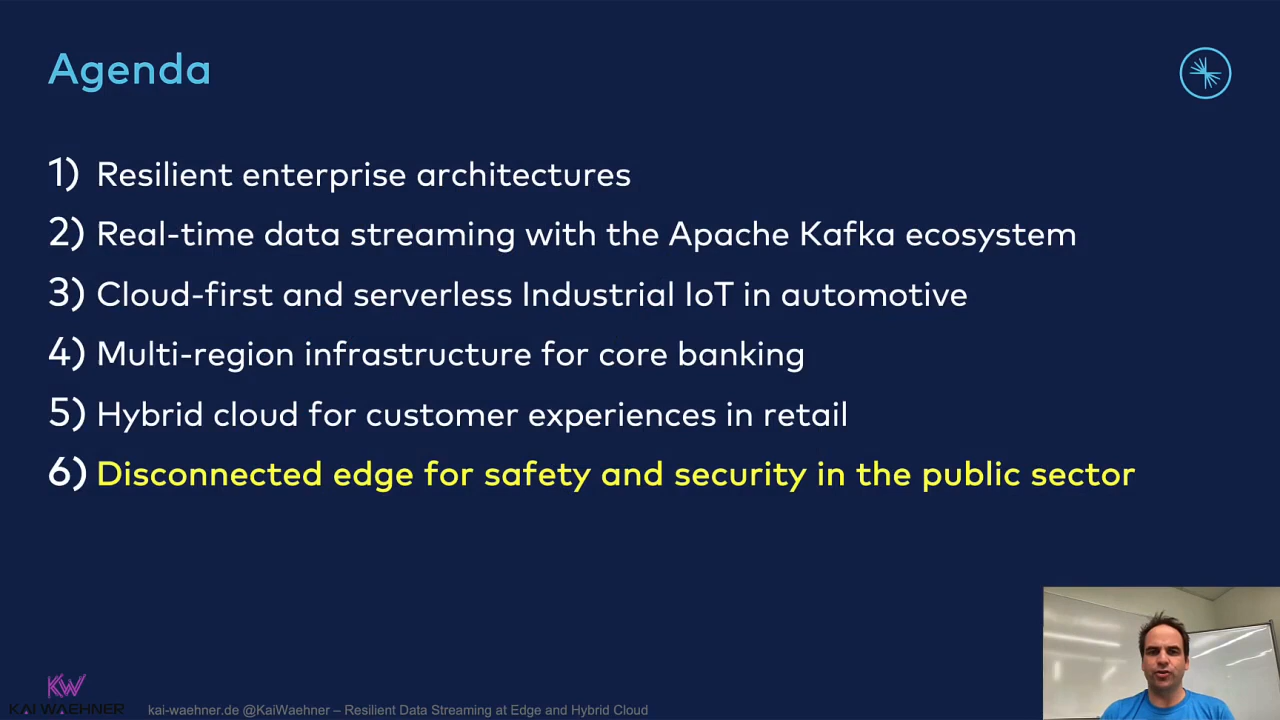 Agenda
1) Resilient enterprise architectures
2) Real-time data streaming with the Apache Kafka ecosystem
3) Cloud-first and serverless Industrial IoT in automotive
4) Multi-region infrastructure for core banking
5) Hybrid cloud for customer experiences in retail
6) Disconnected edge for safety and security in the public sector
KW
KAI WAEHNER
kai-waehner.de @KaiWaehner – Resilient Data Streaming at Edge and Hybrid Cloud